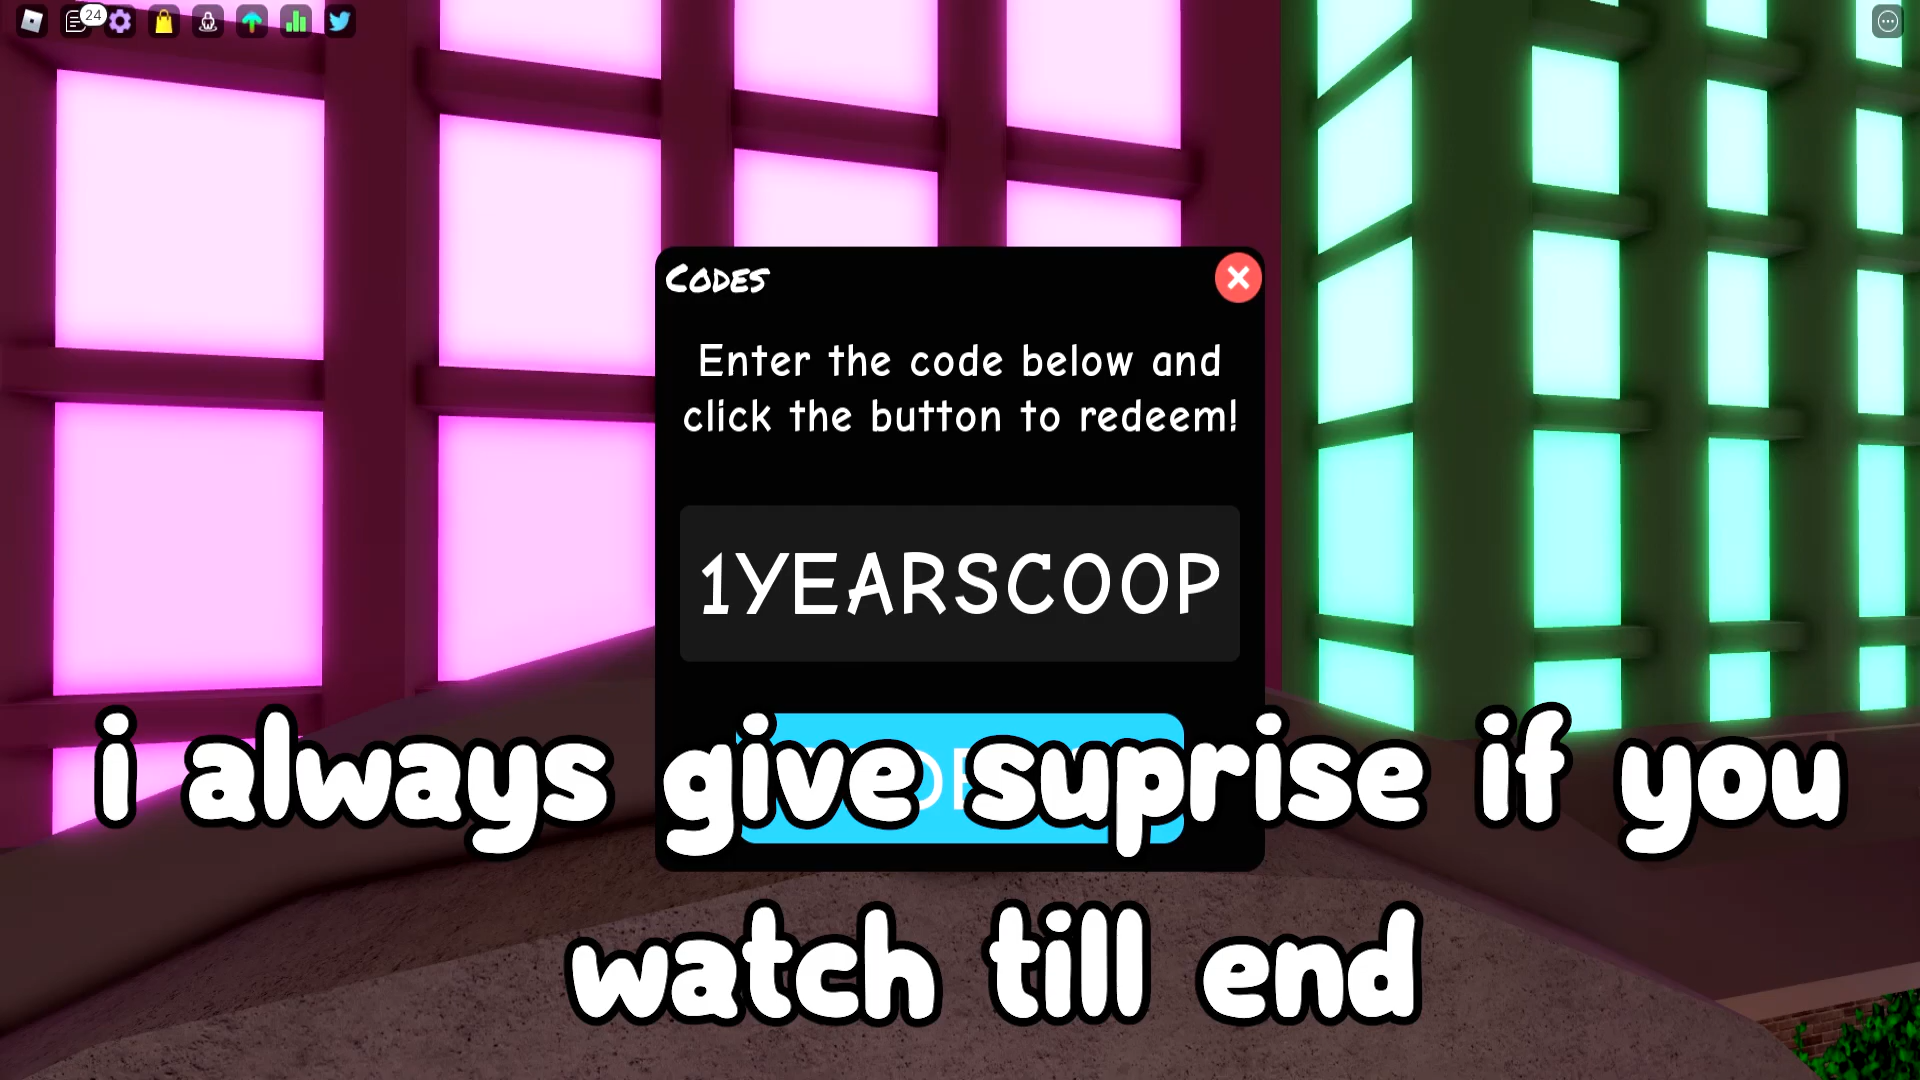 24
Codes
Enter the code below and
click the button to redeem!
1YEARSCOOP
i always give suprise if you
watch till end